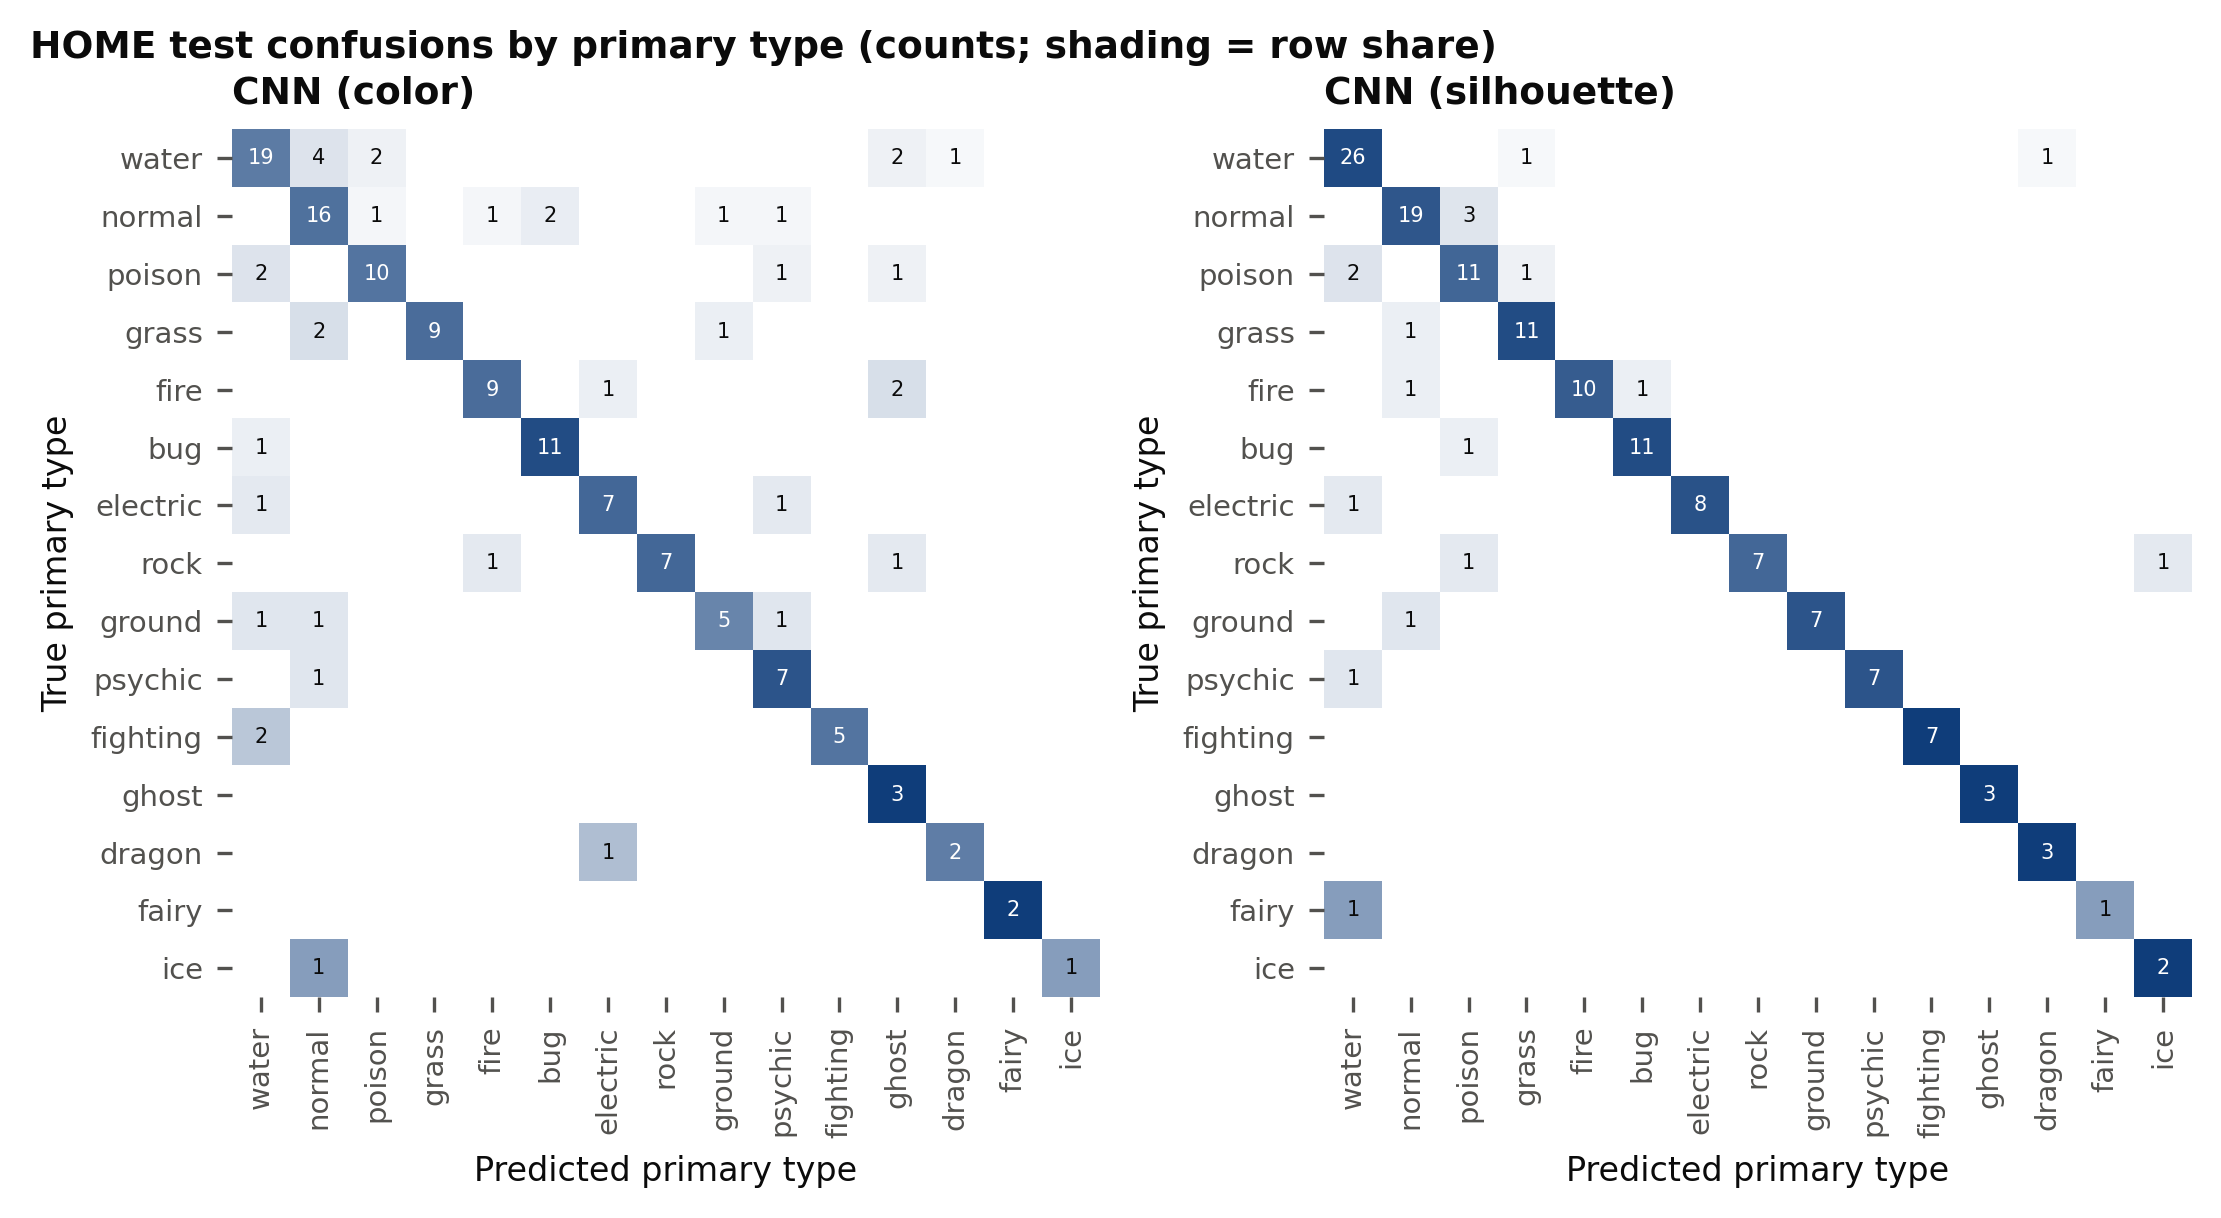 HOME test confusions by primary type (counts; shading = row share)
CNN (color)
True primary type
water 19 4 2 2 1
normal 16 1 1 2 1 1
poison 2 10 1 1
grass 2 9 1
fire 9 1 2
bug 1 11
electric 1 7 1
rock 1 7 1
ground 1 1 5 1
psychic 1 7
fighting 2 5
ghost 3
dragon 1 2
fairy 2
ice 1 1
water normal poison grass fire bug electric rock ground psychic fighting ghost dragon fairy ice
Predicted primary type
CNN (silhouette)
True primary type
water 26 1 1
normal 19 3
poison 2 11 1
grass 1 11
fire 1 10 1
bug 1 11
electric 1 8
rock 1 7 1
ground 1 7
psychic 1 7
fighting 7
ghost 3
dragon 3
fairy 1 1
ice 2
water normal poison grass fire bug electric rock ground psychic fighting ghost dragon fairy ice
Predicted primary type